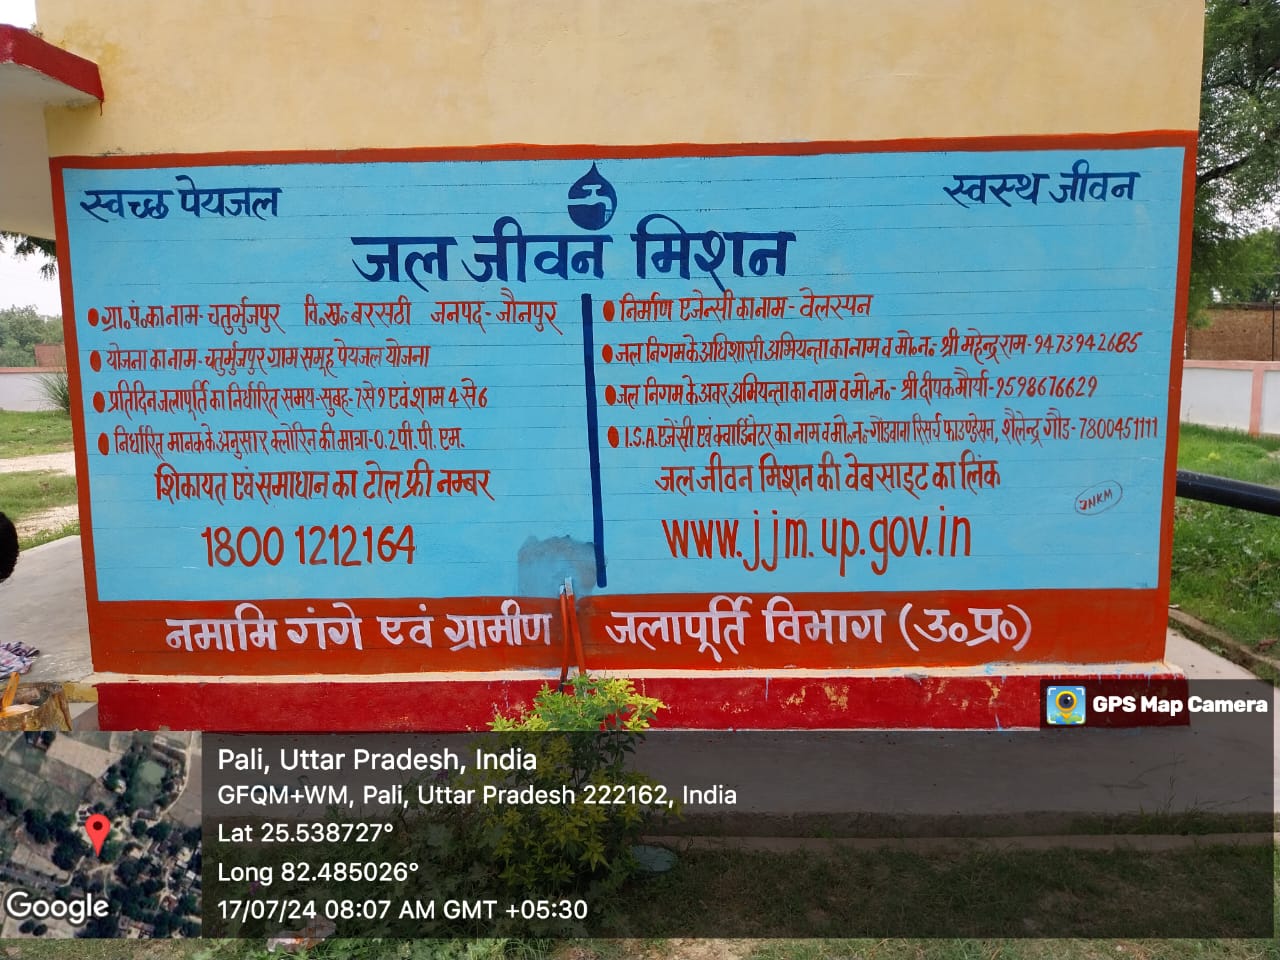 स्वच्छ पेयजल
स्वस्थ जीवन
जल जीवन मिशन
ग्रा॰ पं॰ का नाम- चतुर्भुजपुर वि॰ख॰- बरसठी जनपद- जौनपुर
योजना का नाम- चतुर्भुजपुर ग्राम समूह पेयजल योजना
प्रतिदिन जलापूर्ति का निर्धारित समय- सुबह- 7 से 9 एवं शाम 4 से 6
निर्धारित मानक के अनुसार क्लोरिन की मात्रा- 0.2 पी. पी. एम.
शिकायत एवं समाधान का टोल फ्री नम्बर
1800 1212164
निर्माण एजेन्सी का नाम- वेलस्पन
जल निगम के अधिशासी अभियन्ता का नाम व मो॰ न॰- श्री महेन्द्र राम- 9473942685
जल निगम के अवर अभियन्ता का नाम व मो.न.- श्री दीपक मौर्या- 9598676629
I.S.A. एजेंसी एवं क्वार्डिनेटर का नाम व मो॰ न॰- गोंडवाना रिसर्च फाउण्डेसन, शैलेन्द्र गौड- 7800451111
जल जीवन मिशन की वेबसाइट का लिंक
www.jjm.up.gov.in
JNKM
नमामि गंगे एवं ग्रामीण जलापूर्ति विभाग (उ॰प्र॰)
GPS Map Camera
Pali, Uttar Pradesh, India
GFQM+WM, Pali, Uttar Pradesh 222162, India
Lat 25.538727°
Long 82.485026°
17/07/24 08:07 AM GMT +05:30
Google